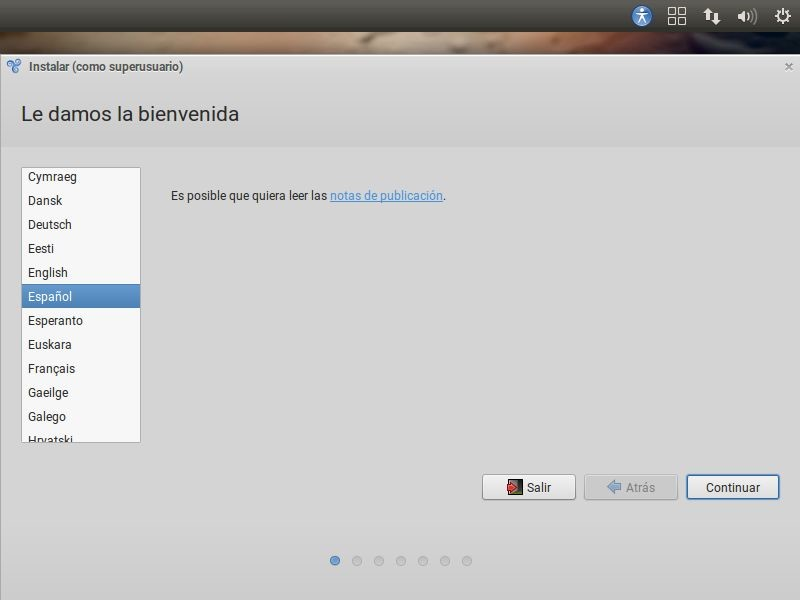 Instalar (como superusuario)
Le damos la bienvenida
Cymraeg
Dansk
Deutsch
Eesti
English
Español
Esperanto
Euskara
Français
Gaeilge
Galego
Hrvatski
Es posible que quiera leer las notas de publicación.
Salir
Atrás
Continuar